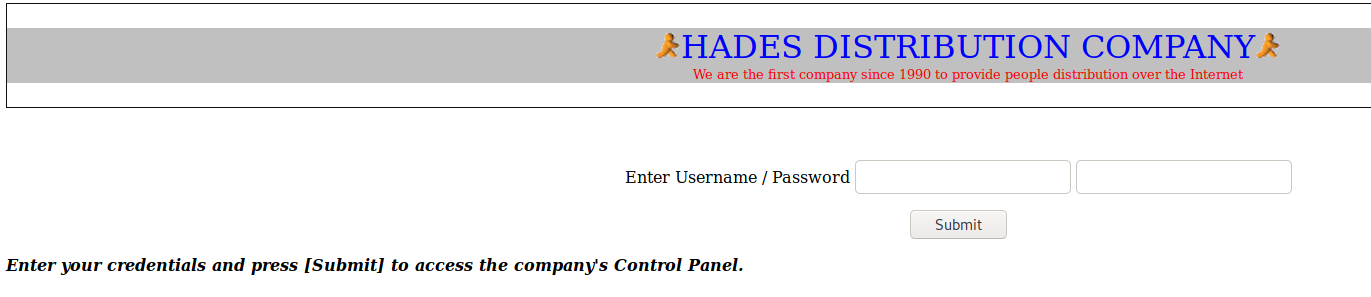 HADES DISTRIBUTION COMPANY
We are the first company since 1990 to provide people distribution over the Internet
Enter Username / Password
Submit
Enter your credentials and press [Submit] to access the company's Control Panel.